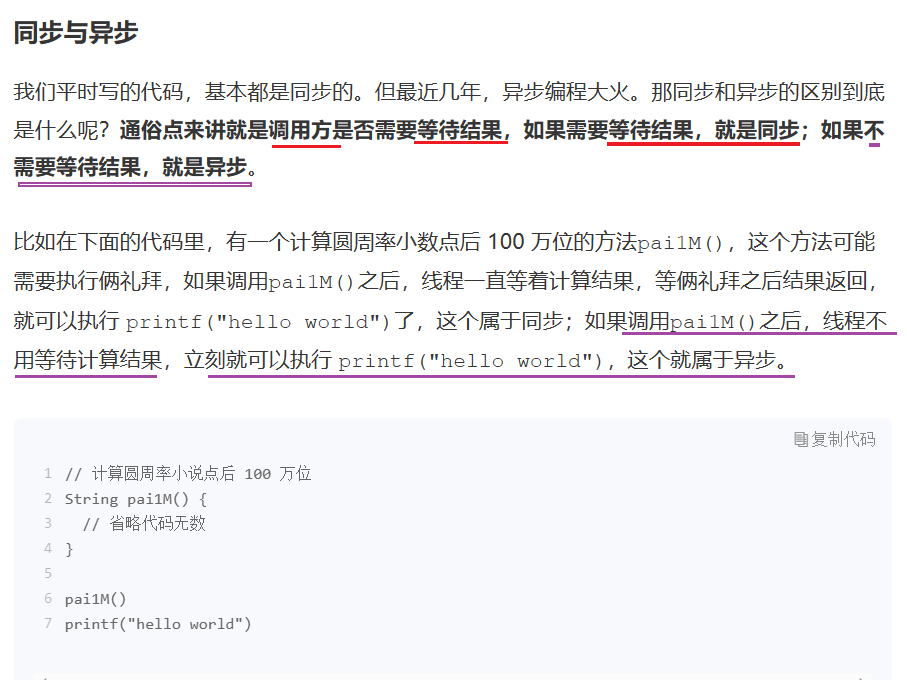 同步与异步
我们平时写的代码，基本都是同步的。但最近几年，异步编程大火。那同步和异步的区别到底
是什么呢？通俗点来讲就是调用方是否需要等待结果，如果需要等待结果，就是同步；如果不
需要等待结果，就是异步。
比如在下面的代码里，有一个计算圆周率小数点后 100 万位的方法pai1M()，这个方法可能
需要执行俩礼拜，如果调用pai1M()之后，线程一直等着计算结果，等俩礼拜之后结果返回，
就可以执行 printf("hello world")了，这个属于同步；如果调用pai1M()之后，线程不
用等待计算结果，立刻就可以执行 printf("hello world")，这个就属于异步。
复制代码
1 // 计算圆周率小说点后 100 万位
2 String pai1M() {
3 // 省略代码无数
4 }
5
6 pai1M()
7 printf("hello world")